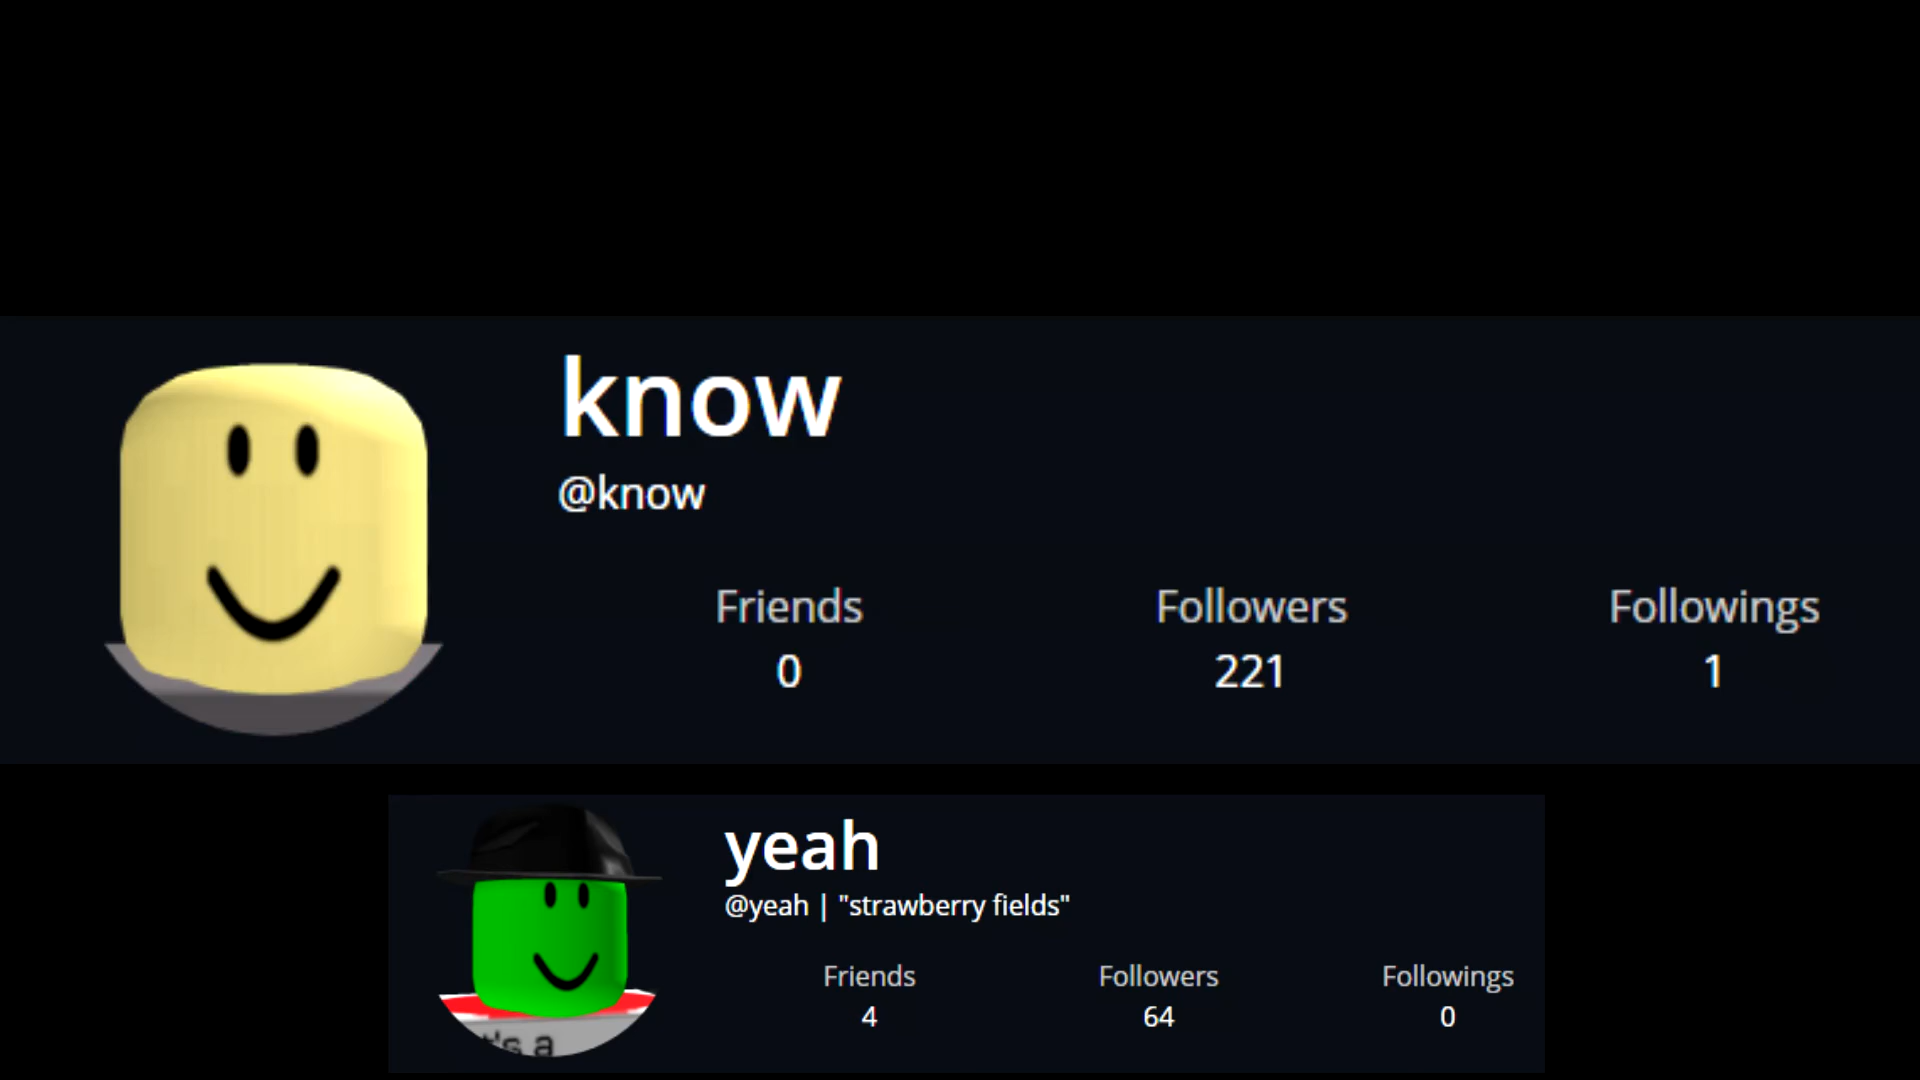 know
@know
Friends Followers Followings
0 221 1
yeah
@yeah | "strawberry fields"
Friends Followers Followings
4 64 0
's a